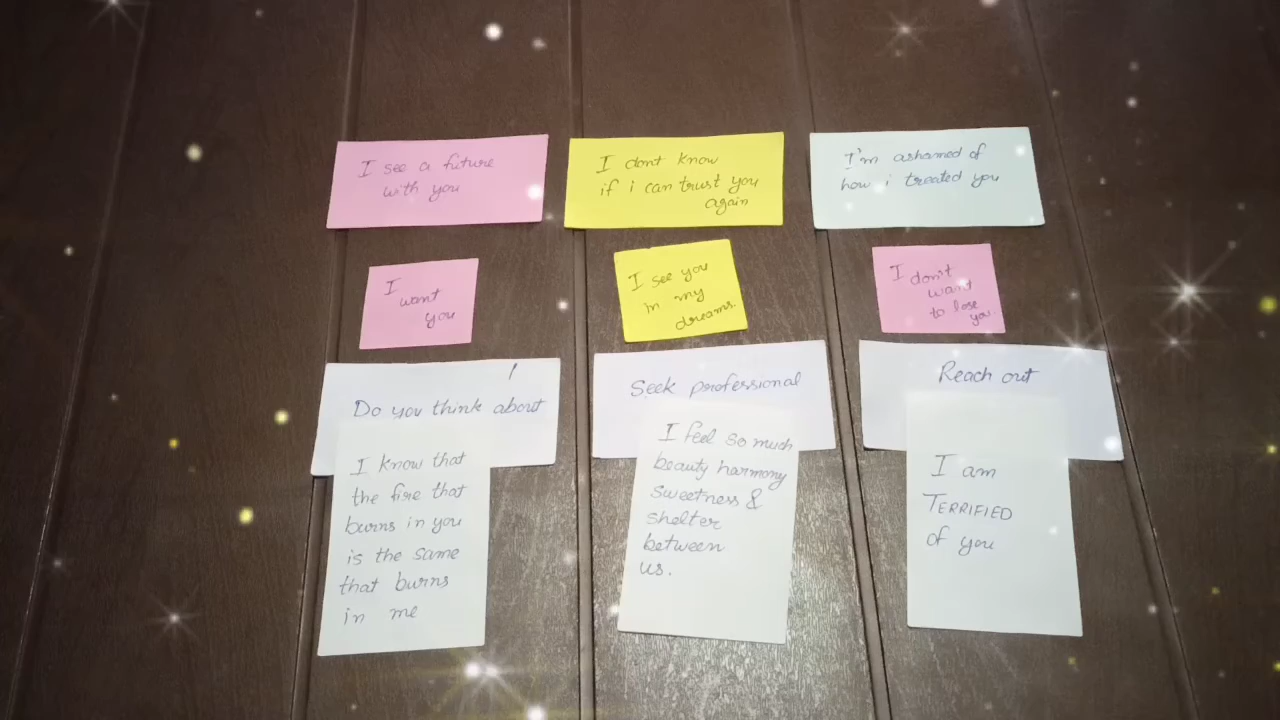 I see a future
with you
I dont know
if i can trust you
again
I'm ashamed of
how i treated you
I
want
you
I see you
in my
dreams.
I don't
want
to lose
you.
Do you think about
I know that
the fire that
burns in you
is the same
that burns
in me
Seek professional
I feel so much
beauty harmony
sweetness &
shelter
between
us.
Reach out
I am
TERRIFIED
of you